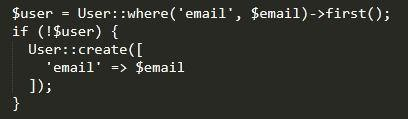 $user = User::where('email', $email)->first();
if (!$user) {
  User::create([
    'email' => $email
  ]);
}